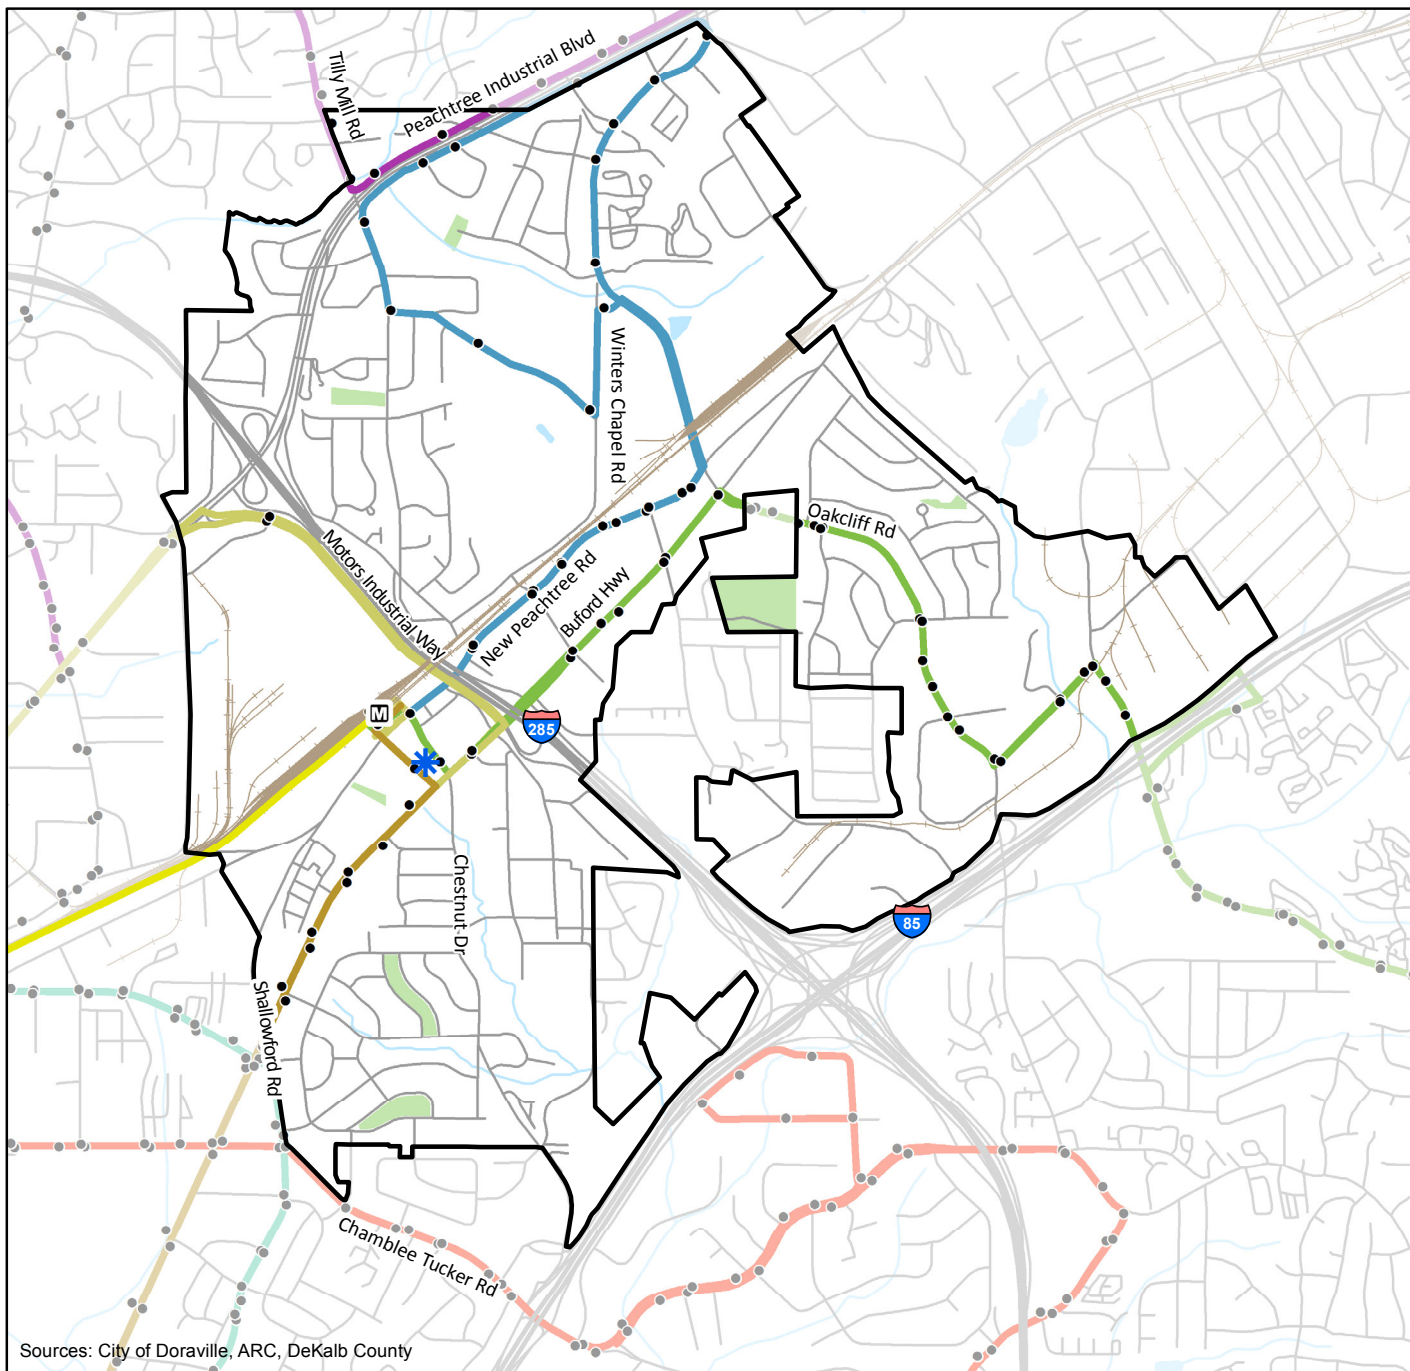 Tilly Mill Rd
Peachtree Industrial Blvd
Winters Chapel Rd
Oakcliff Rd
Motors Industrial Way
New Peachtree Rd
Buford Hwy
M
285
Chestnut Dr
85
Shallowford Rd
Chamblee Tucker Rd
Sources: City of Doraville, ARC, DeKalb County